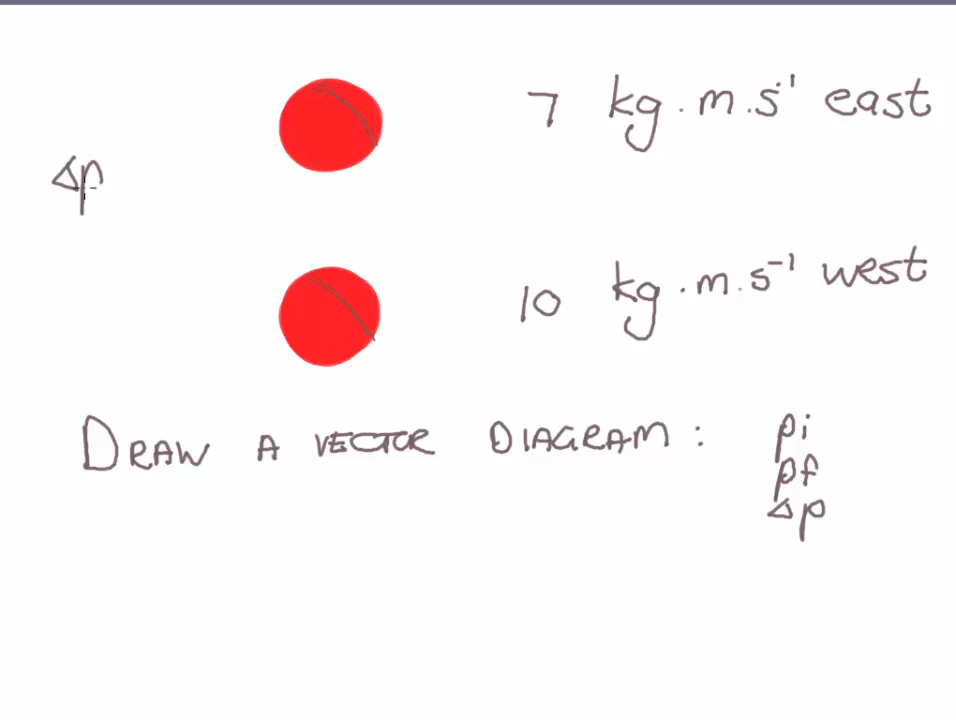 7 kg.m.s⁻¹ east
Δp
10 kg.m.s⁻¹ west
DRAW A VECTOR DIAGRAM: pi
pf
Δp